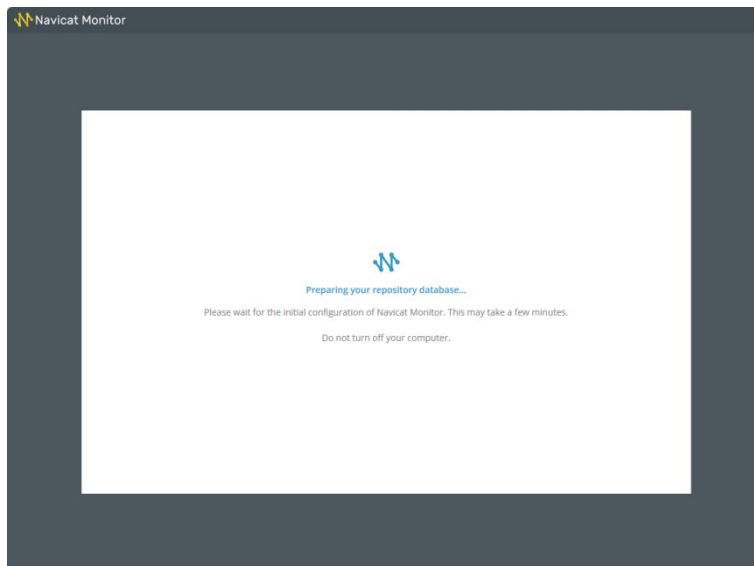 Navicat Monitor
Preparing your repository database...
Please wait for the initial configuration of Navicat Monitor. This may take a few minutes.
Do not turn off your computer.